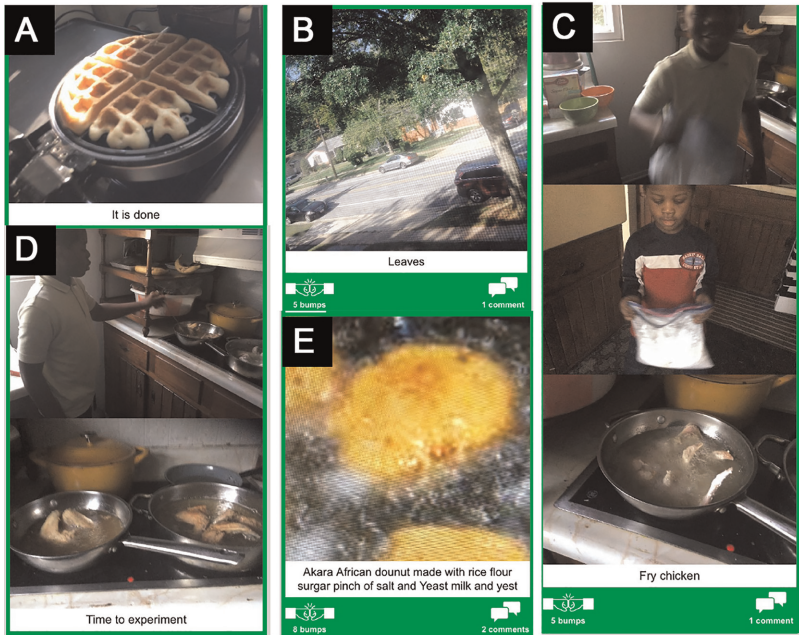 A
It is done
B
Leaves
5 bumps
1 comment
C
Fry chicken
5 bumps
1 comment
D
Time to experiment
E
Akara African dounut made with rice flour
surgar pinch of salt and Yeast milk and yest
8 bumps
2 comments